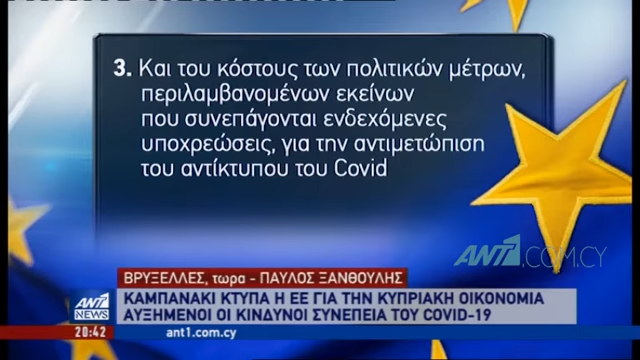 3. Και του κόστους των πολιτικών μέτρων,
περιλαμβανομένων εκείνων
που συνεπάγονται ενδεχόμενες
υποχρεώσεις, για την αντιμετώπιση
του αντίκτυπου του Covid
ANT1.COM.CY
ΒΡΥΞΕΛΛΕΣ, τωρα - ΠΑΥΛΟΣ ΞΑΝΘΟΥΛΗΣ
ANT1 NEWS
ΚΑΜΠΑΝΑΚΙ ΚΤΥΠΑ Η ΕΕ ΓΙΑ ΤΗΝ ΚΥΠΡΙΑΚΗ ΟΙΚΟΝΟΜΙΑ
ΑΥΞΗΜΕΝΟΙ ΟΙ ΚΙΝΔΥΝΟΙ ΣΥΝΕΠΕΙΑ ΤΟΥ COVID-19
20:42 ant1.com.cy